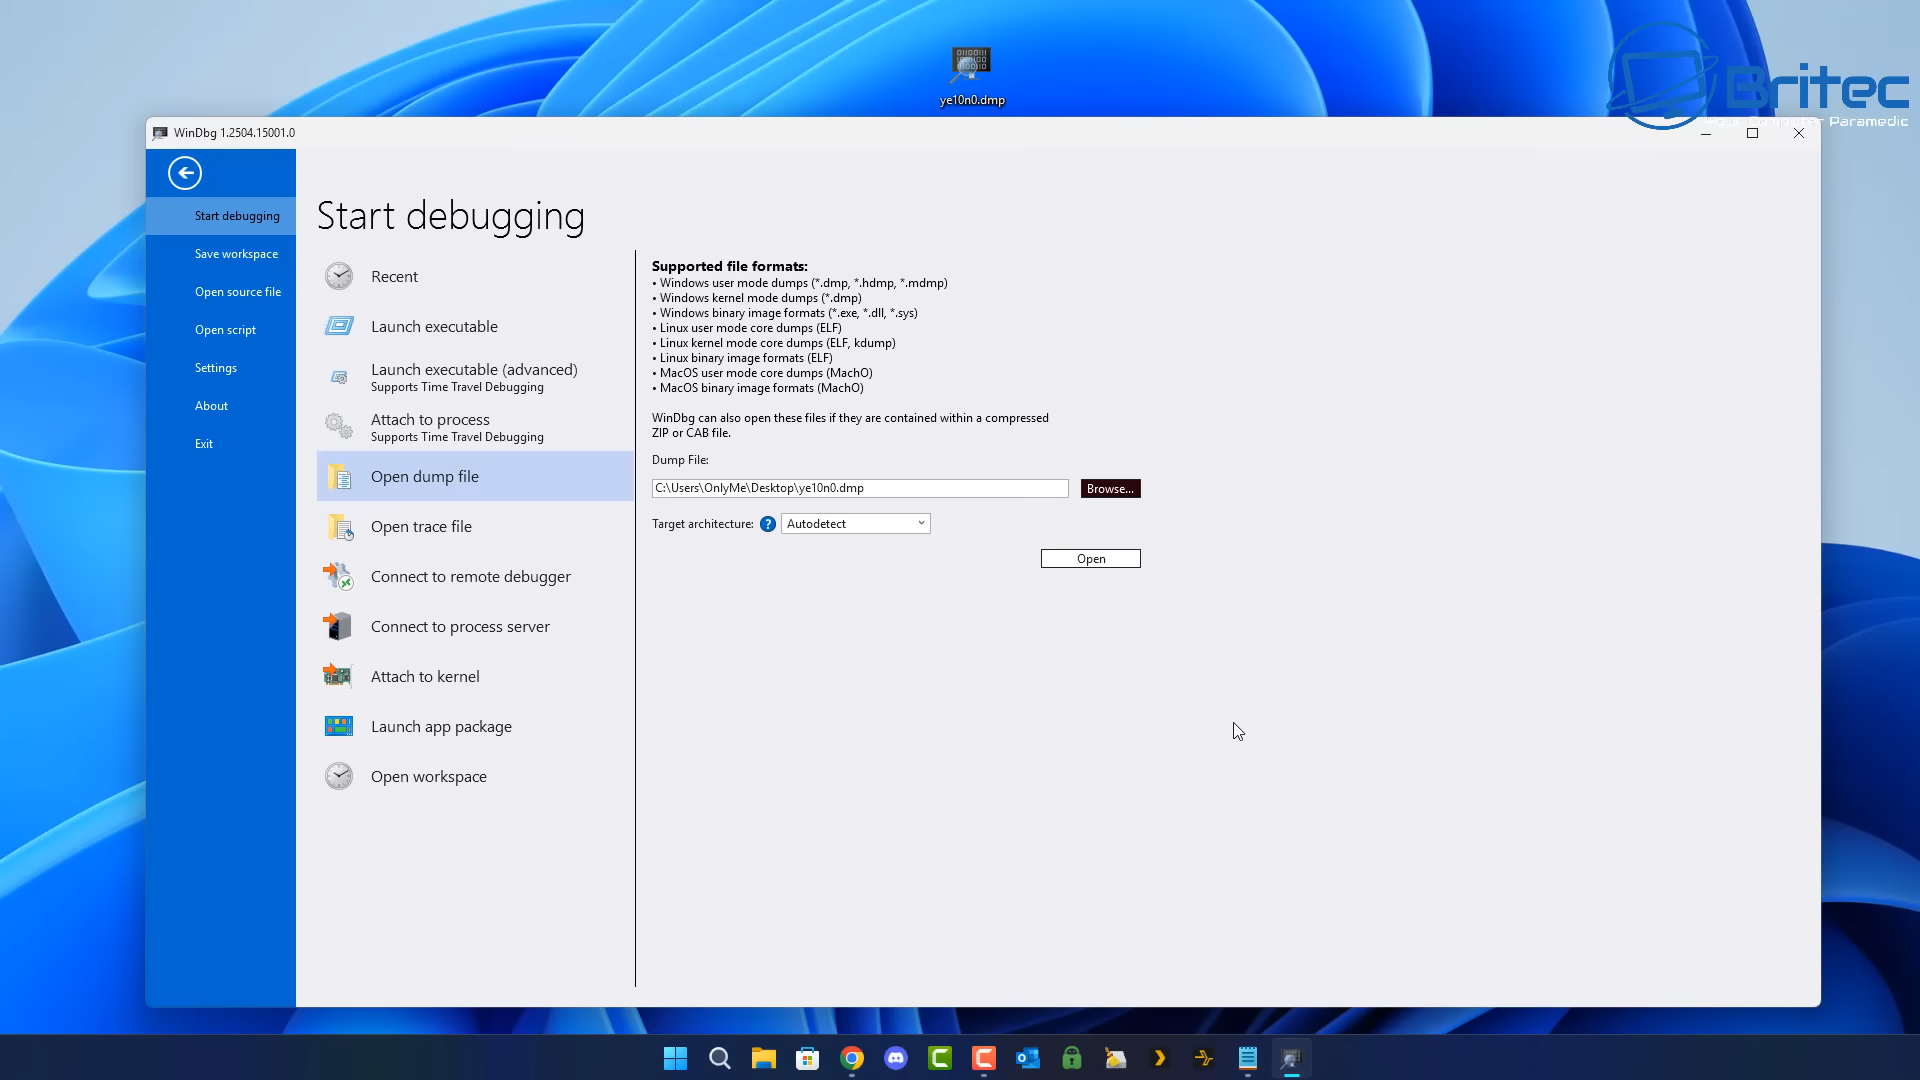 ye10n0.dmp
Britec
Your Computer Paramedic
WinDbg 1.2504.15001.0
Start debugging
Save workspace
Open source file
Open script
Settings
About
Exit
Start debugging
Recent
Launch executable
Launch executable (advanced)
Supports Time Travel Debugging
Attach to process
Supports Time Travel Debugging
Open dump file
Open trace file
Connect to remote debugger
Connect to process server
Attach to kernel
Launch app package
Open workspace
Supported file formats:
• Windows user mode dumps (*.dmp, *.hdmp, *.mdmp)
• Windows kernel mode dumps (*.dmp)
• Windows binary image formats (*.exe, *.dll, *.sys)
• Linux user mode core dumps (ELF)
• Linux kernel mode core dumps (ELF, kdump)
• Linux binary image formats (ELF)
• MacOS user mode core dumps (MachO)
• MacOS binary image formats (MachO)
WinDbg can also open these files if they are contained within a compressed
ZIP or CAB file.
Dump File:
C:\Users\OnlyMe\Desktop\ye10n0.dmp
Browse...
Target architecture: ? Autodetect
Open